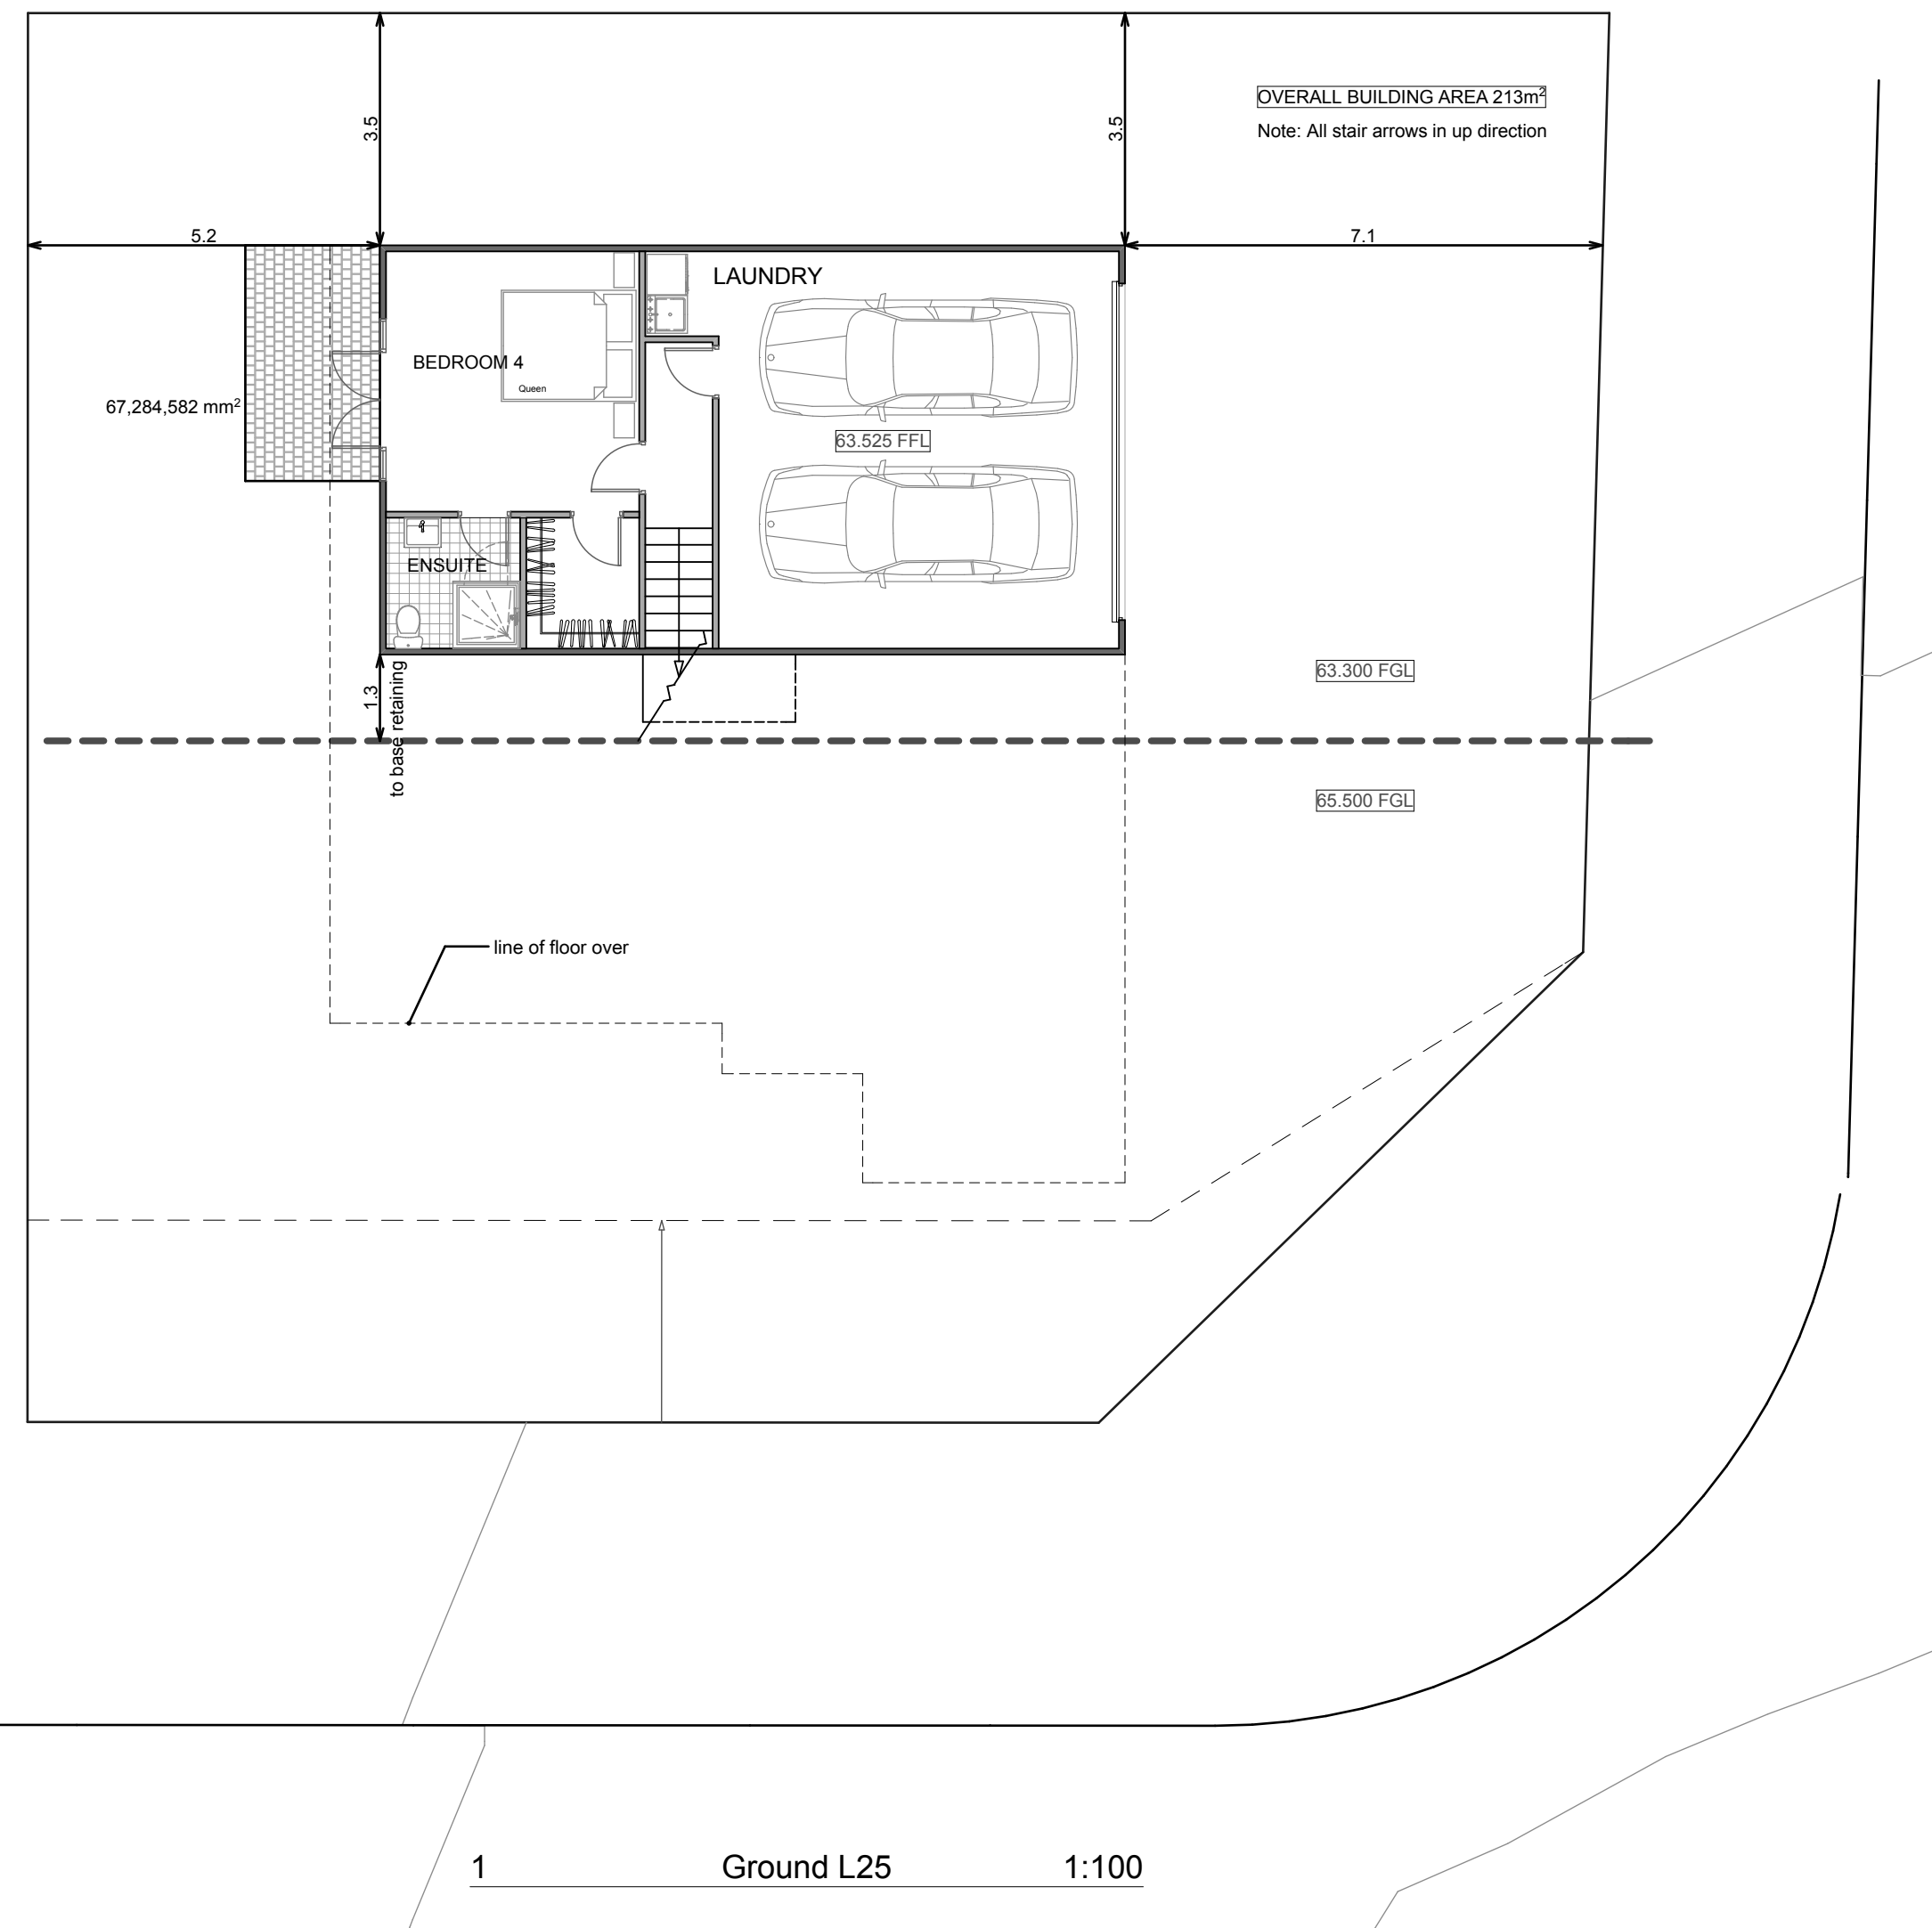 OVERALL BUILDING AREA 213m²
Note: All stair arrows in up direction
3.5
3.5
5.2
7.1
LAUNDRY
BEDROOM 4
Queen
67,284,582 mm²
63.525 FFL
ENSUITE
1.3
to base retaining
63.300 FGL
65.500 FGL
line of floor over
1 Ground L25 1:100